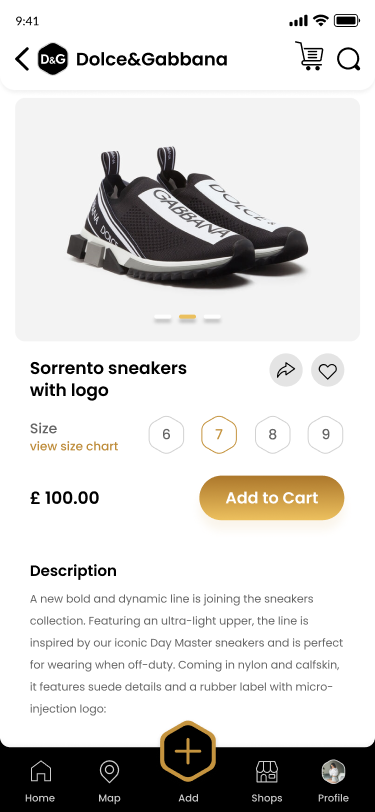 9:41
D&G Dolce&Gabbana
DOLCE
GABBANA
DOLCE
Sorrento sneakers
with logo
Size
view size chart
6 7 8 9
£ 100.00
Add to Cart
Description
A new bold and dynamic line is joining the sneakers
collection. Featuring an ultra-light upper, the line is
inspired by our iconic Day Master sneakers and is perfect
for wearing when off-duty. Coming in nylon and calfskin,
it features suede details and a rubber label with micro-
injection logo:
Home Map Add Shops Profile